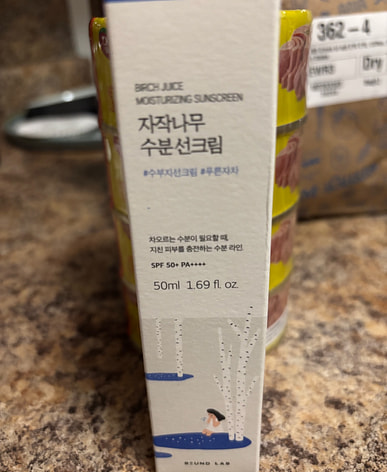 BIRCH JUICE
MOISTURIZING SUNSCREEN
자작나무
수분선크림
#수부지선크림 #푸른자차
차오르는 수분이 필요할 때,
지친 피부를 충전하는 수분 라인
SPF 50+ PA++++
50ml 1.69 fl. oz.
ROUND LAB
362-4
Dry